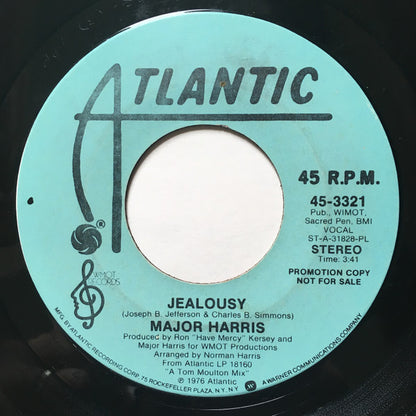 ATLANTIC
®
45 R.P.M.
45-3321
Pub., WIMOT,
Sacred Pen, BMI
VOCAL
ST-A-31828-PL
STEREO
Time: 3:41
PROMOTION COPY
NOT FOR SALE
WIMOT
RECORDS
JEALOUSY
(Joseph B. Jefferson & Charles B. Simmons)
MAJOR HARRIS
Produced by Ron "Have Mercy" Kersey and
Major Harris for WMOT Productions
Arranged by Norman Harris
From Atlantic LP 18160
"A Tom Moulton Mix"
℗ 1976 Atlantic
MFG. BY ATLANTIC RECORDING CORP. 75 ROCKEFELLER PLAZA, N.Y., N.Y. A WARNER COMMUNICATIONS COMPANY